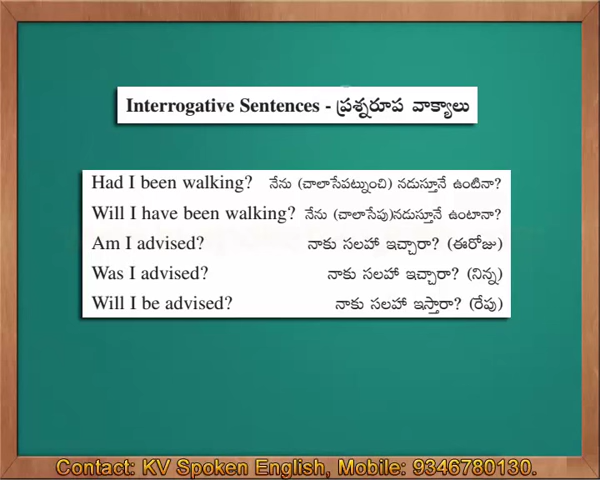 Interrogative Sentences - ప్రశ్నరూప వాక్యాలు
Had I been walking? నేను (చాలాసేపట్నుంచి) నడుస్తూనే ఉంటినా?
Will I have been walking? నేను (చాలాసేపు)నడుస్తూనే ఉంటానా?
Am I advised? నాకు సలహా ఇచ్చారా? (ఈరోజు)
Was I advised? నాకు సలహా ఇచ్చారా? (నిన్న)
Will I be advised? నాకు సలహా ఇస్తారా? (రేపు)
Contact: KV Spoken English, Mobile: 9346780130.